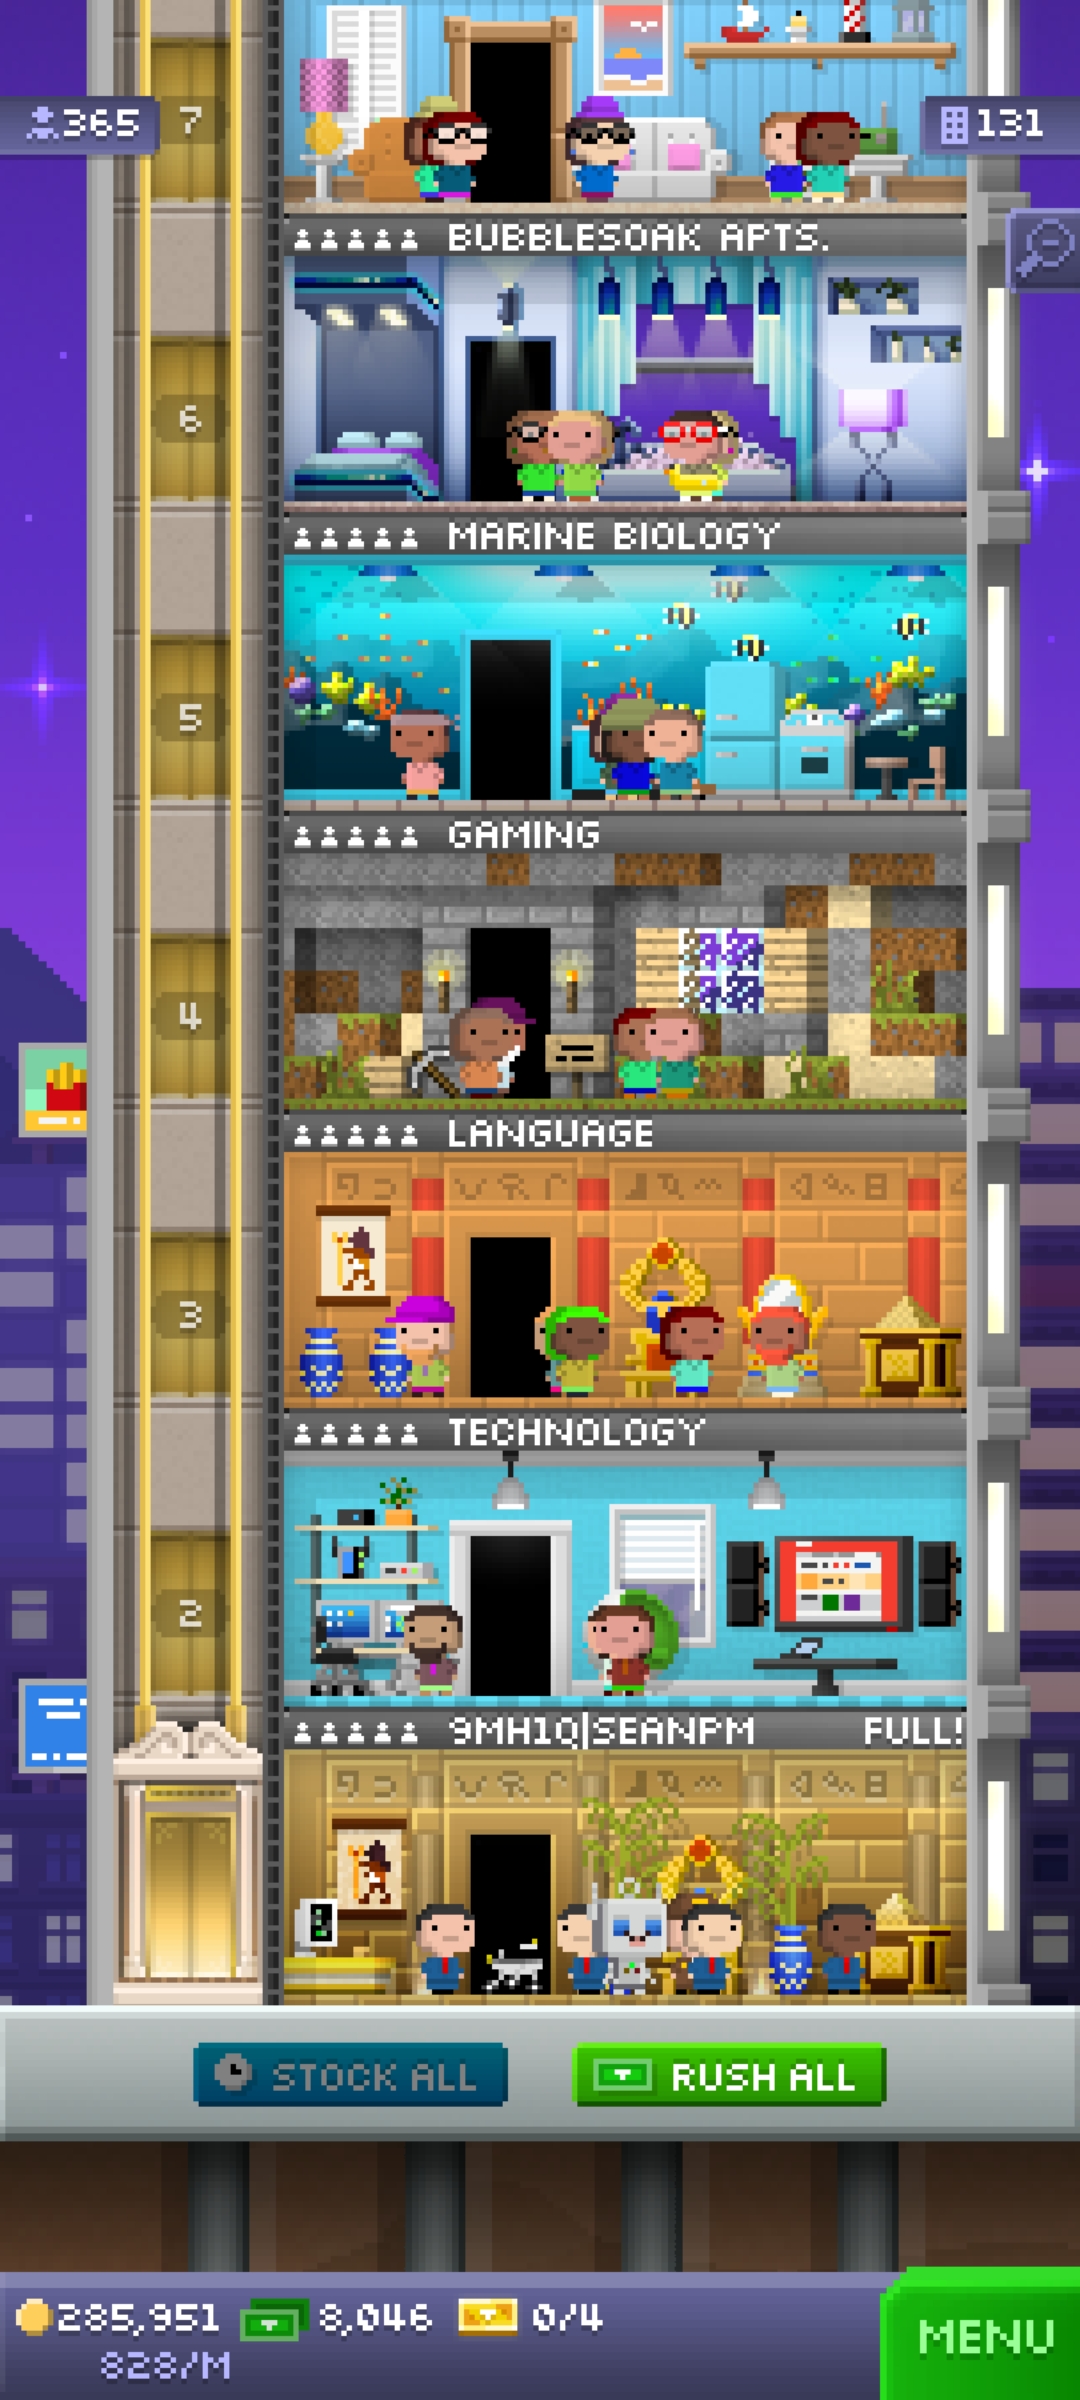 365
7
131
BUBBLESOAK APTS.
6
MARINE BIOLOGY
5
GAMING
4
LANGUAGE
3
TECHNOLOGY
2
9MH1Q|SEANPM FULL!
STOCK ALL
RUSH ALL
285,951 8,046 0/4
828/M
MENU